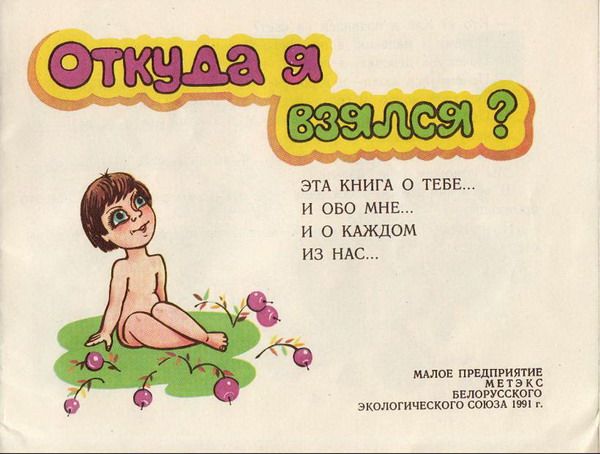 Откуда я
взялся?
ЭТА КНИГА О ТЕБЕ...
И ОБО МНЕ...
И О КАЖДОМ
ИЗ НАС...
МАЛОЕ ПРЕДПРИЯТИЕ
МЕТЭКС
БЕЛОРУССКОГО
ЭКОЛОГИЧЕСКОГО СОЮЗА 1991 г.